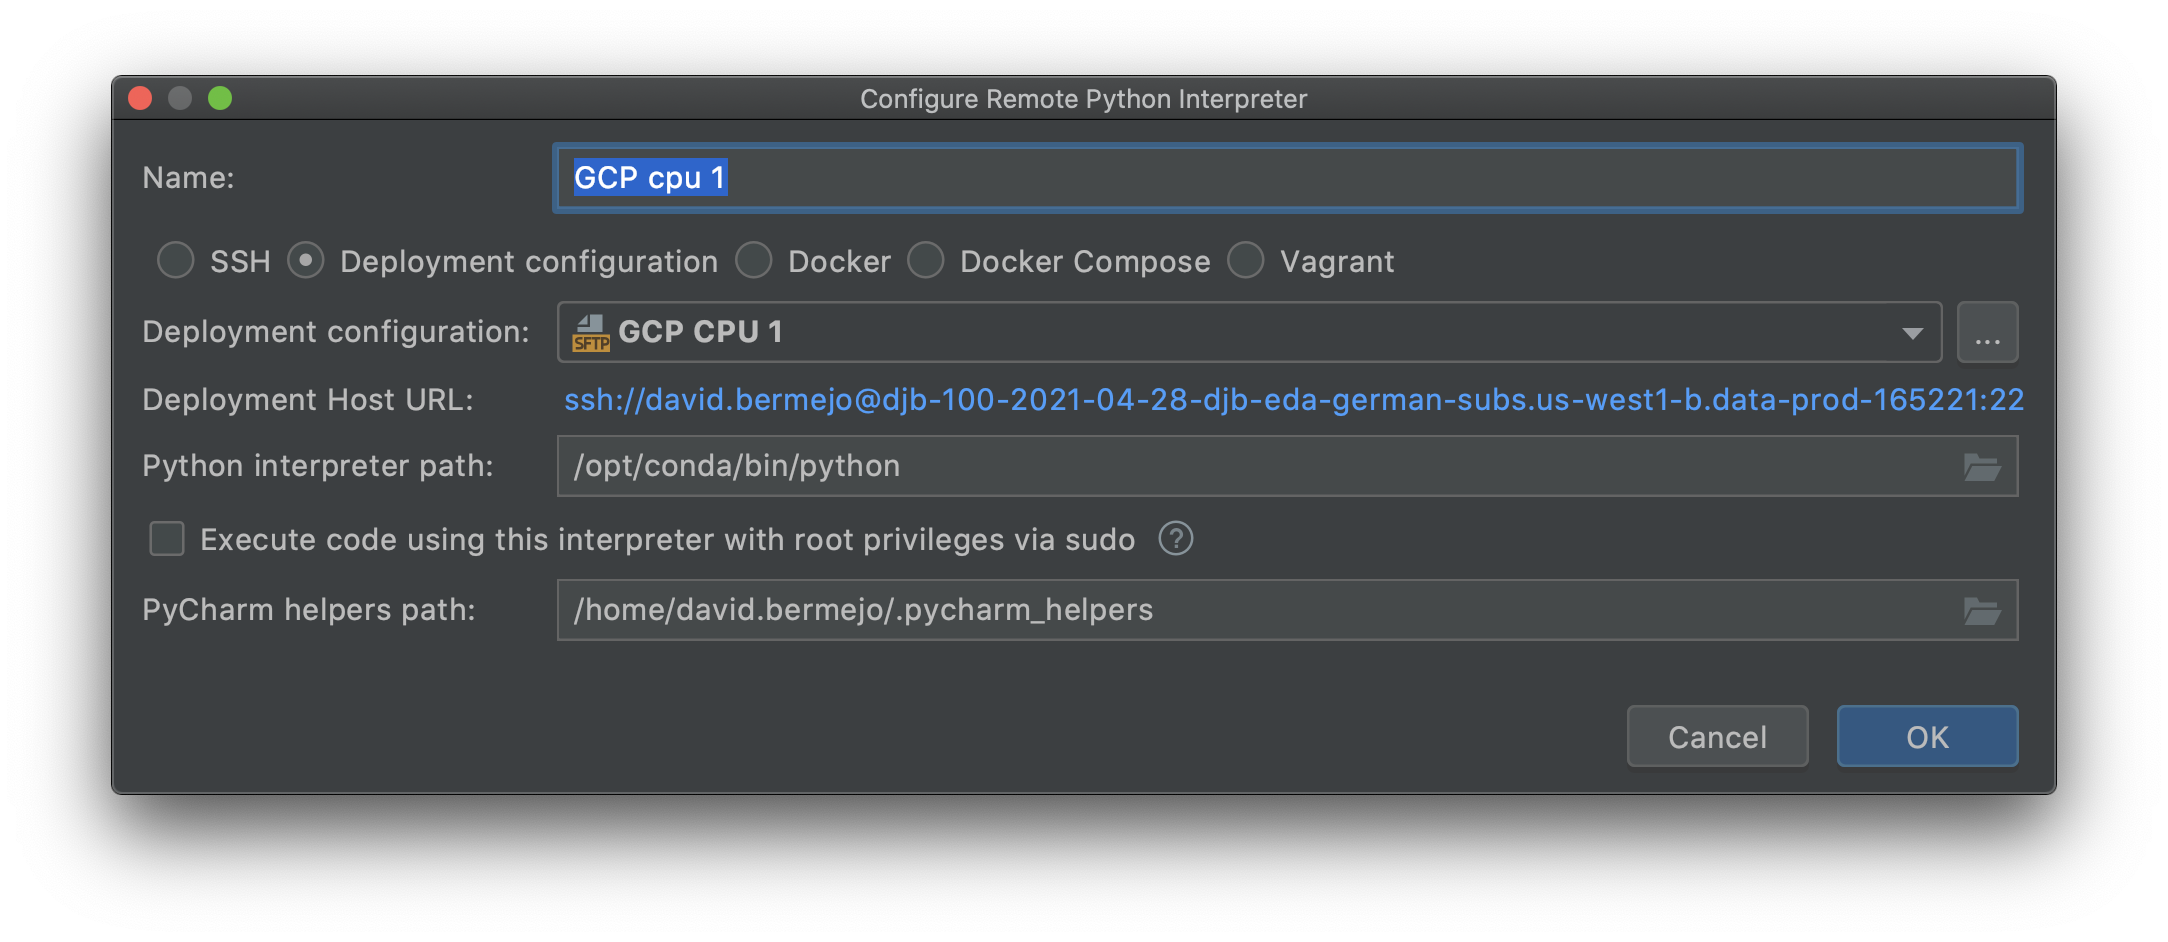 Configure Remote Python Interpreter
Name: GCP cpu 1
SSH Deployment configuration Docker Docker Compose Vagrant
Deployment configuration: SFTP GCP CPU 1 ...
Deployment Host URL: ssh://david.bermejo@djb-100-2021-04-28-djb-eda-german-subs.us-west1-b.data-prod-165221:22
Python interpreter path: /opt/conda/bin/python
Execute code using this interpreter with root privileges via sudo ?
PyCharm helpers path: /home/david.bermejo/.pycharm_helpers
Cancel OK